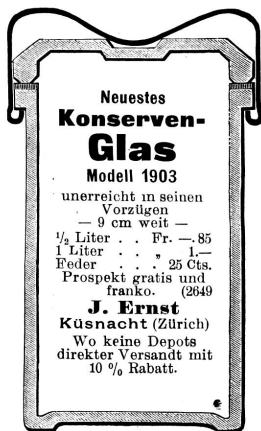 Neuestes
Konserven-
Glas
Modell 1903
unerreicht in seinen
Vorzügen
— 9 cm weit —
1/2 Liter . . Fr. —.85
1 Liter . . „ 1.—
Feder . . . 25 Cts.
Prospekt gratis und
franko. (2649
J. Ernst
Küsnacht (Zürich)
Wo keine Depots
direkter Versandt mit
10 % Rabatt.